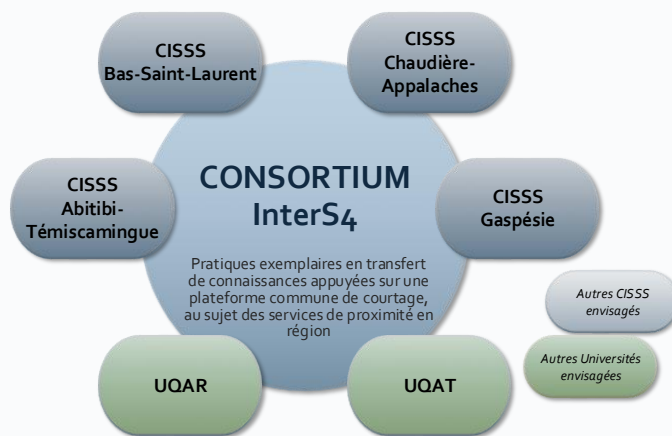 CISSS
Bas-Saint-Laurent
CISSS
Chaudière-
Appalaches
CISSS
Abitibi-
Témiscamingue
CONSORTIUM
InterS4
CISSS
Gaspésie
Pratiques exemplaires en transfert
de connaissances appuyées sur une
plateforme commune de courtage,
au sujet des services de proximité en
région
Autres CISSS
envisagés
Autres Universités
envisagées
UQAR
UQAT